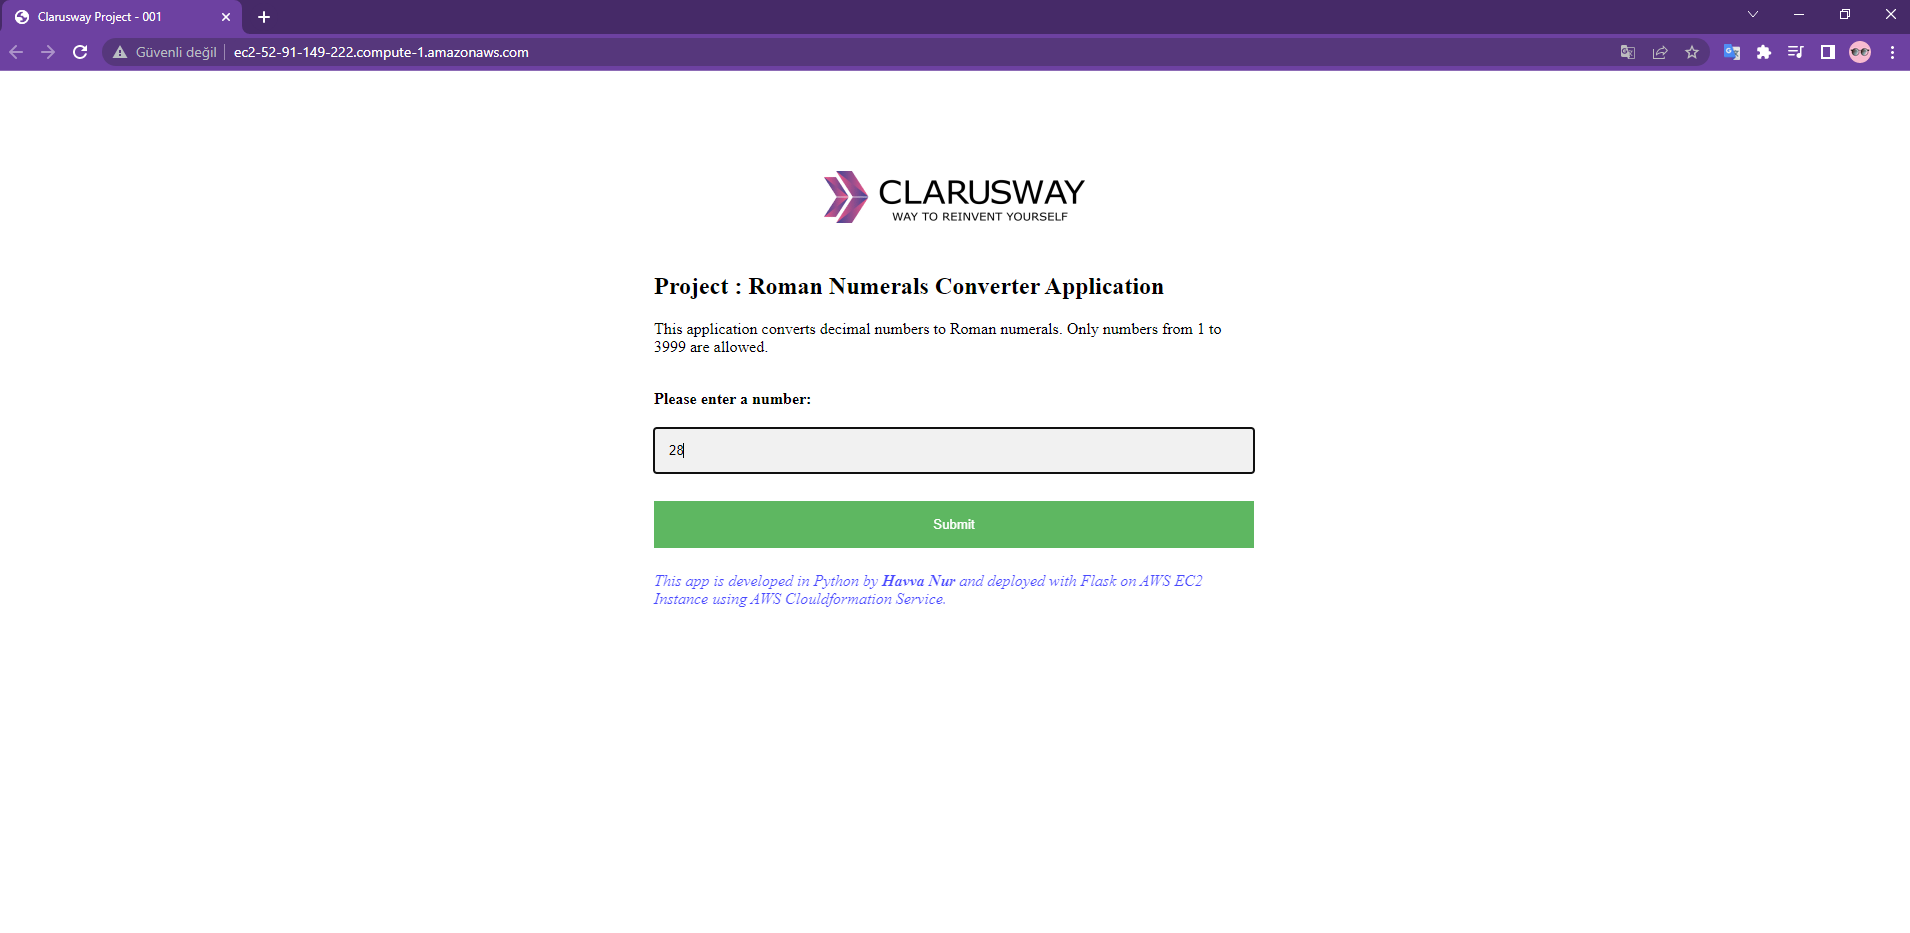 Clarusway Project - 001
Güvenli değil
ec2-52-91-149-222.compute-1.amazonaws.com
CLARUSWAY
WAY TO REINVENT YOURSELF
Project : Roman Numerals Converter Application
This application converts decimal numbers to Roman numerals. Only numbers from 1 to
3999 are allowed.
Please enter a number:
28
Submit
This app is developed in Python by Havva Nur and deployed with Flask on AWS EC2
Instance using AWS Clouldformation Service.